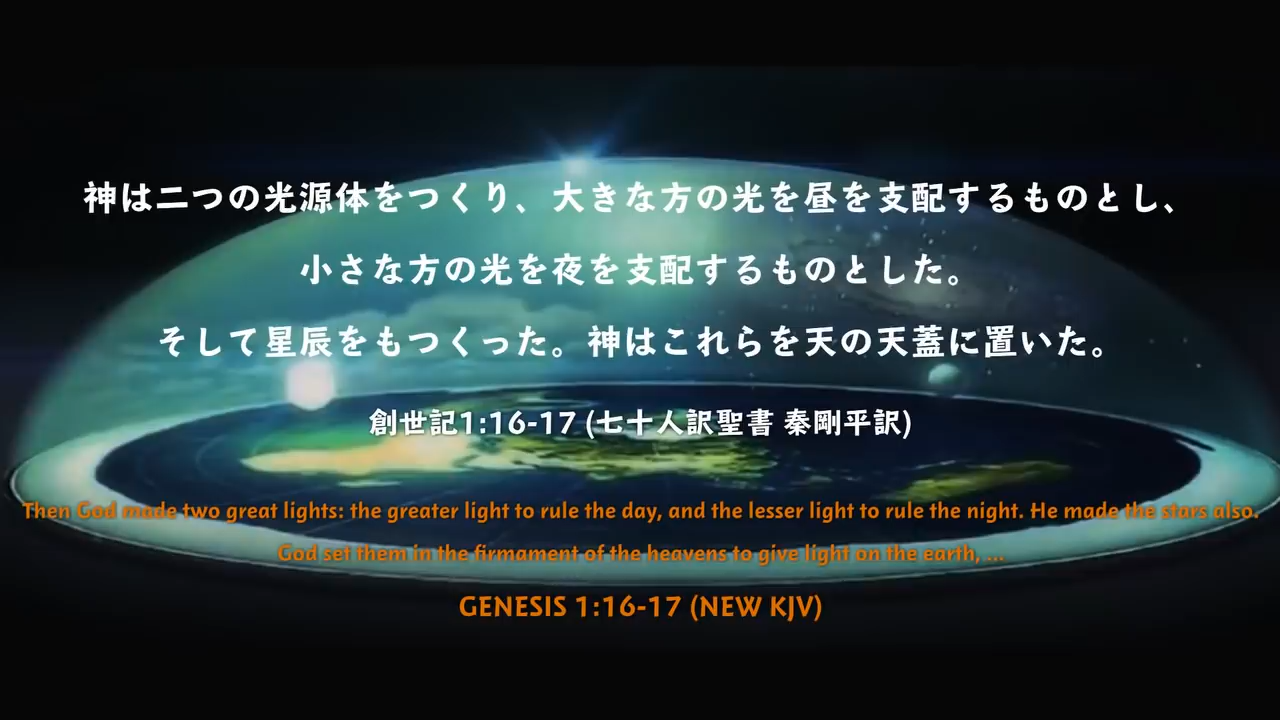 神は二つの光源体をつくり、大きな方の光を昼を支配するものとし、
小さな方の光を夜を支配するものとした。
そして星辰をもつくった。神はこれらを天の天蓋に置いた。
創世記1:16-17 (七十人訳聖書 秦剛平訳)
Then God made two great lights: the greater light to rule the day, and the lesser light to rule the night. He made the stars also.
God set them in the firmament of the heavens to give light on the earth, ...
GENESIS 1:16-17 (NEW KJV)